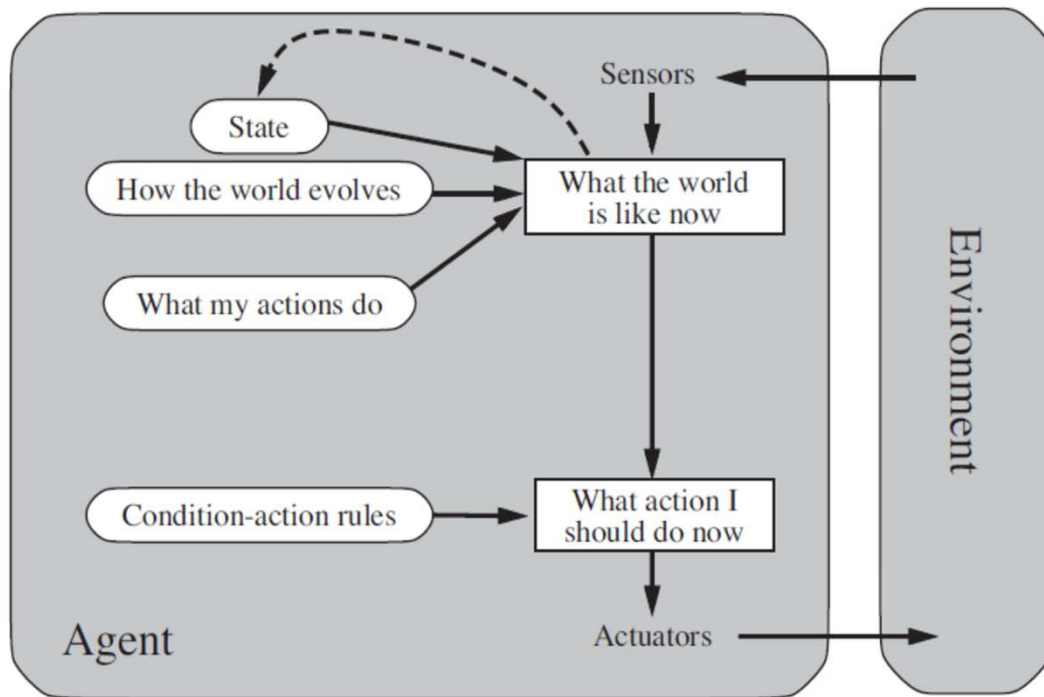 Sensors
State
How the world evolves
What the world
is like now
What my actions do
Environment
Condition-action rules
What action I
should do now
Agent
Actuators